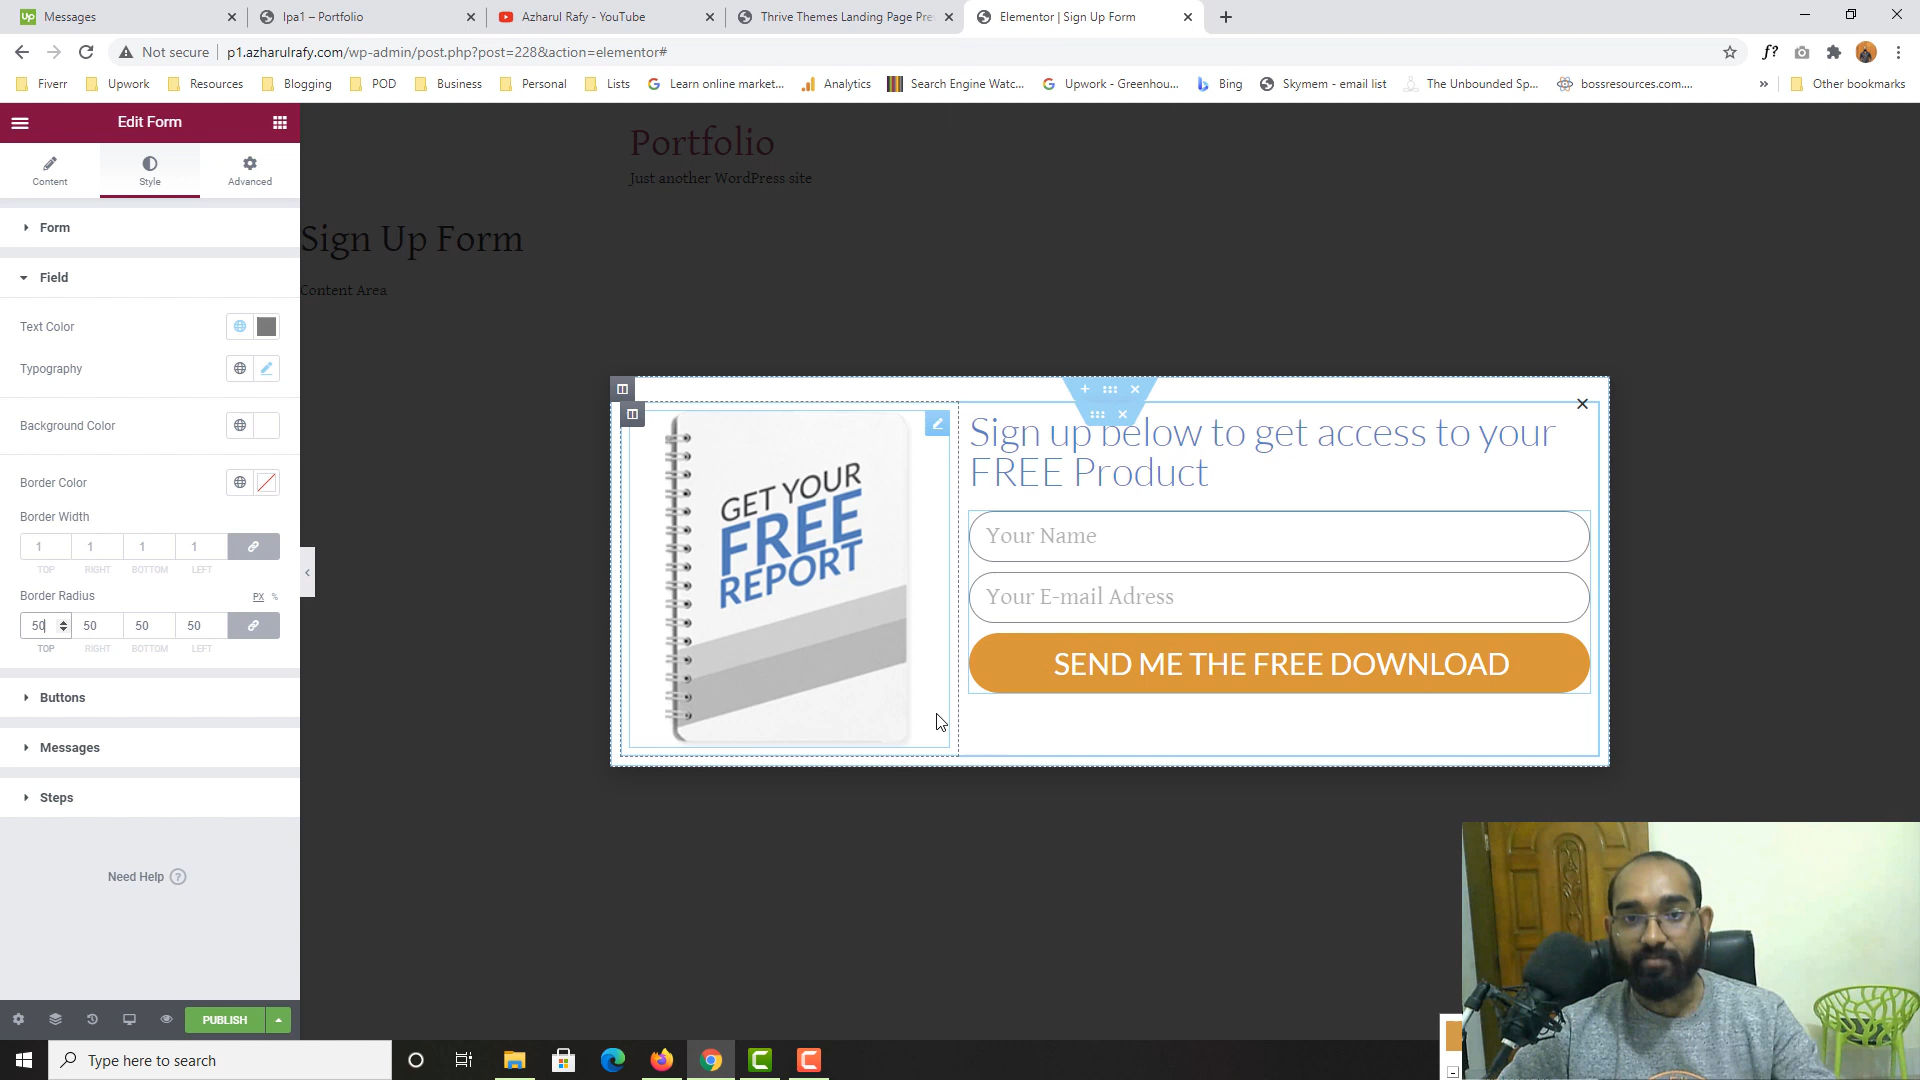 Up Messages
lpa1 – Portfolio
Azharul Rafy - YouTube
Thrive Themes Landing Page Pre
Elementor | Sign Up Form
Not secure
p1.azharulrafy.com/wp-admin/post.php?post=228&action=elementor#
f?
Fiverr
Upwork
Resources
Blogging
POD
Business
Personal
Lists
Learn online market...
Analytics
Search Engine Watc...
Upwork - Greenhou...
Bing
Skymem - email list
The Unbounded Sp...
bossresources.com...
»
Other bookmarks
Edit Form
Content
Style
Advanced
Form
Field
Text Color
Typography
Background Color
Border Color
Border Width
1 1 1 1
TOP RIGHT BOTTOM LEFT
Border Radius
PX %
50 50 50 50
TOP RIGHT BOTTOM LEFT
Buttons
Messages
Steps
Need Help ?
PUBLISH
Portfolio
Just another WordPress site
Sign Up Form
Content Area
GET YOUR
FREE
REPORT
Sign up below to get access to your
FREE Product
Your Name
Your E-mail Adress
SEND ME THE FREE DOWNLOAD
Type here to search